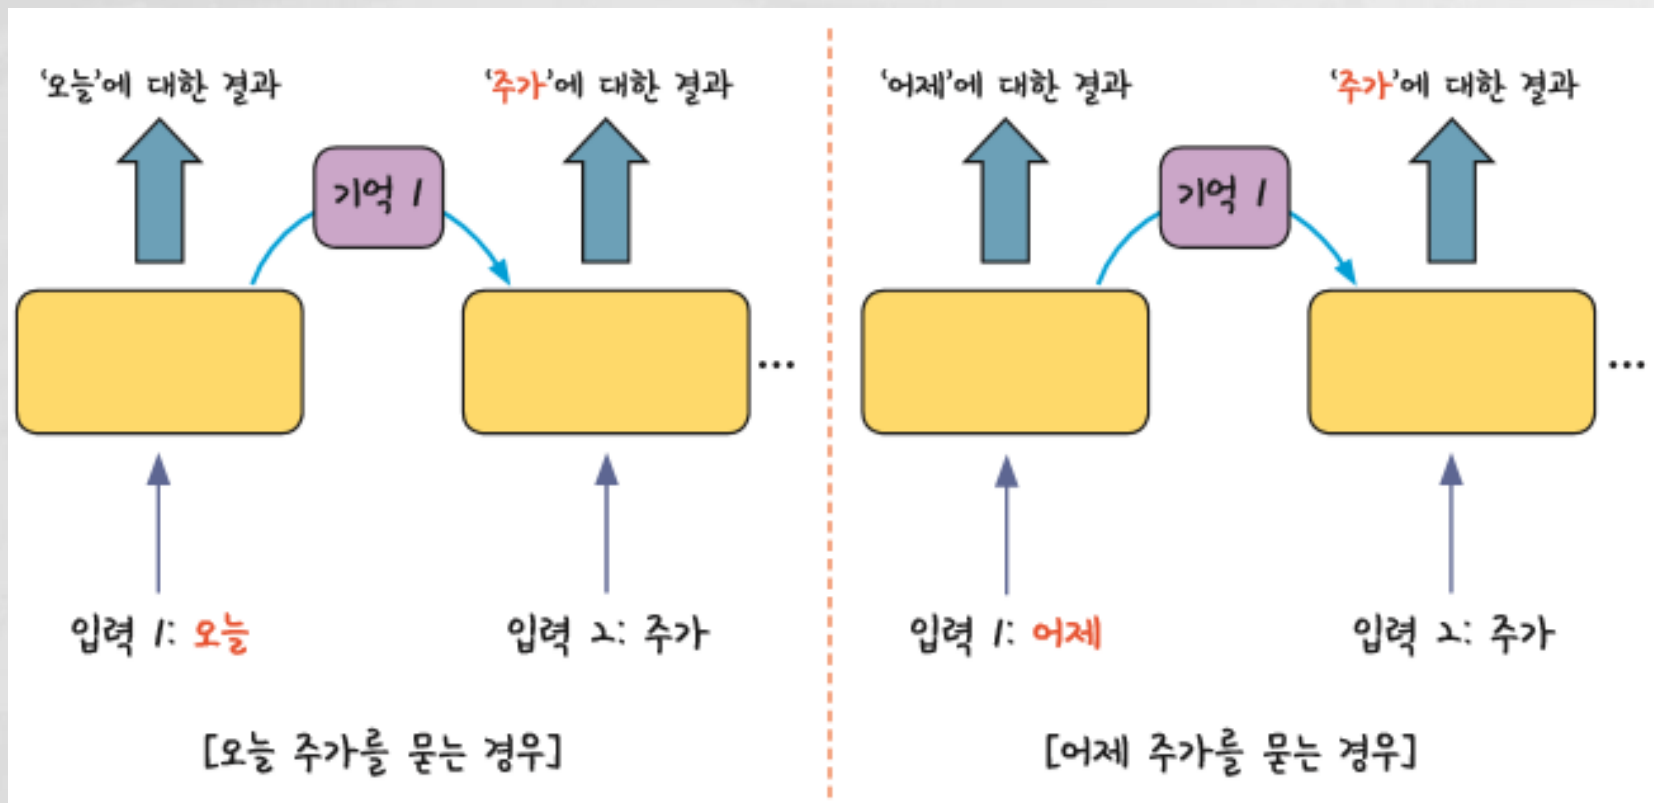 '오늘'에 대한 결과
'주가'에 대한 결과
기억 1
입력 1: 오늘
입력 2: 주가
[오늘 주가를 묻는 경우]
'어제'에 대한 결과
'주가'에 대한 결과
기억 1
입력 1: 어제
입력 2: 주가
[어제 주가를 묻는 경우]
...
...